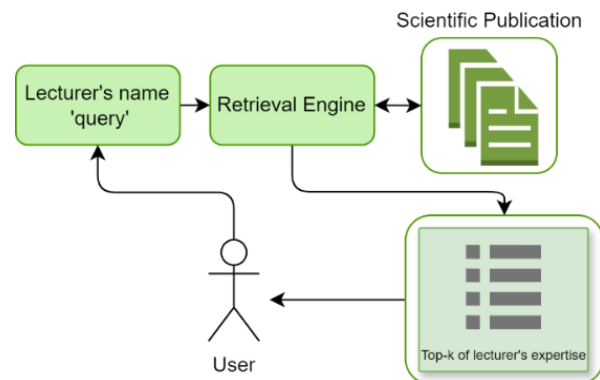 Scientific Publication
Lecturer's name
'query'
Retrieval Engine
Top-k of lecturer's expertise
User